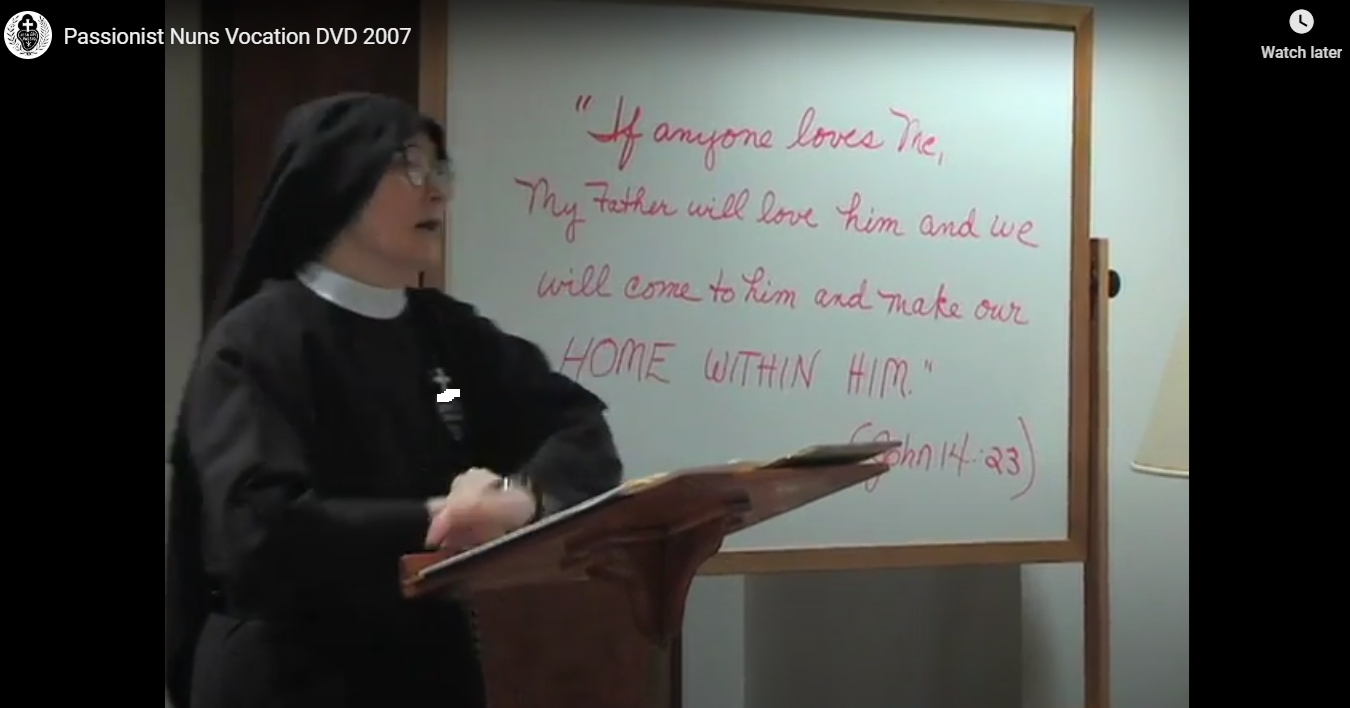 Passionist Nuns Vocation DVD 2007
Watch later
"If anyone loves Me,
My Father will love him and we
will come to him and make our
HOME WITHIN HIM."
(John 14:23)